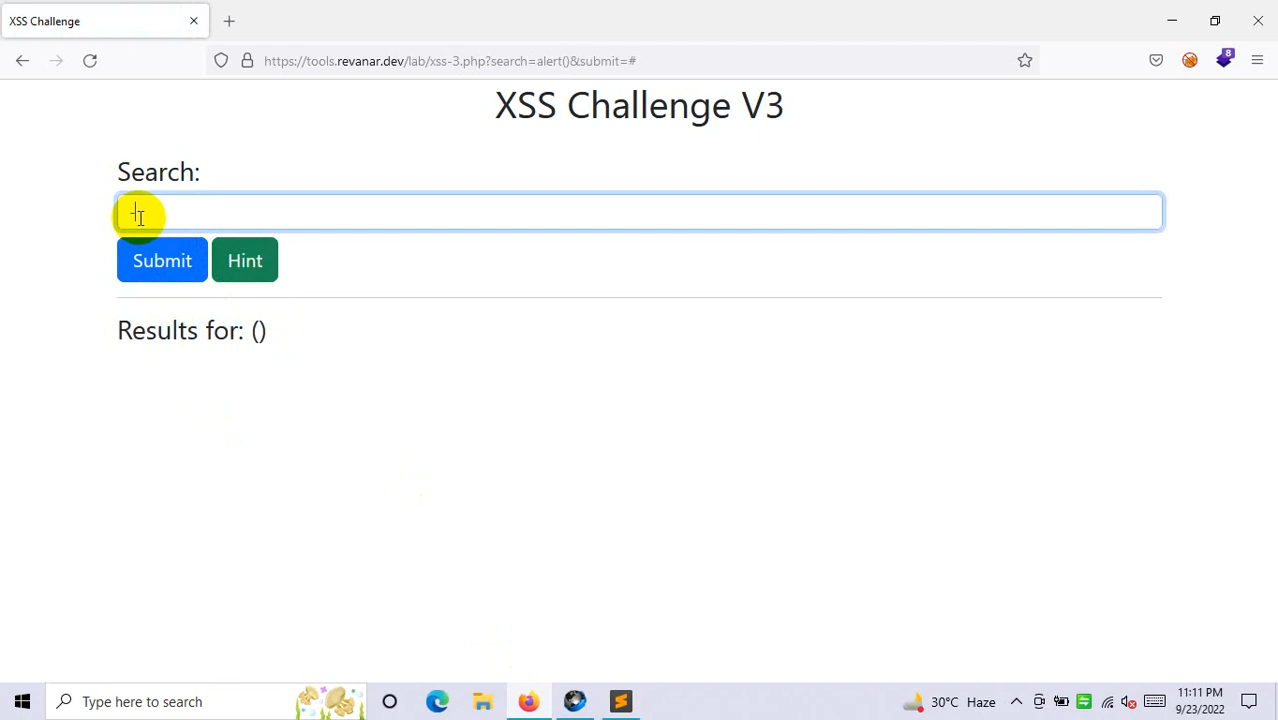 XSS Challenge
https://tools.revanar.dev/lab/xss-3.php?search=alert()&submit=#
8
XSS Challenge V3
Search:
Submit
Hint
Results for: ()
Type here to search
30°C Haze
11:11 PM
9/23/2022